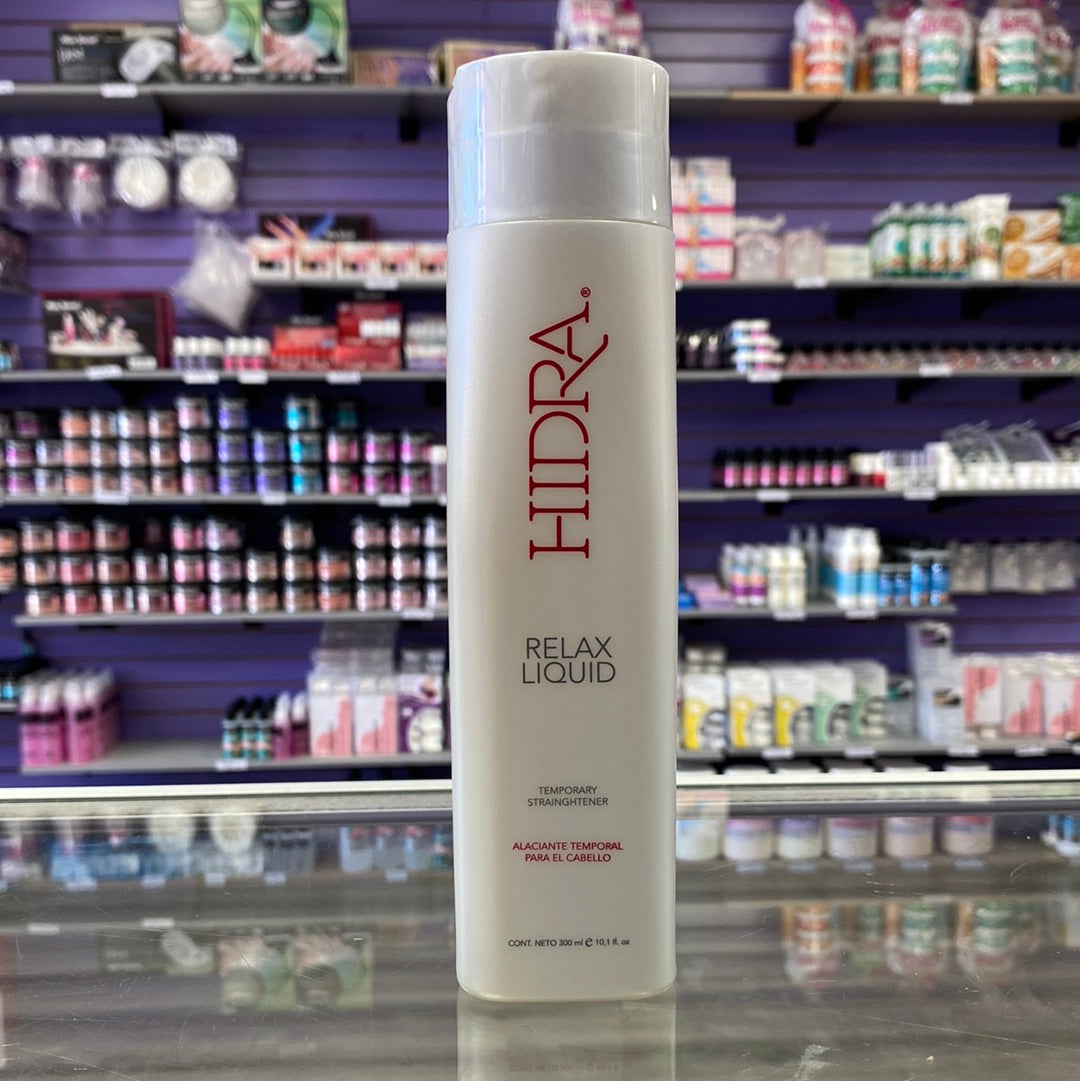 HIDRA®
RELAX
LIQUID
TEMPORARY
STRAINGHTENER
ALACIANTE TEMPORAL
PARA EL CABELLO
CONT. NETO 300 ml e 10,1 fl. oz